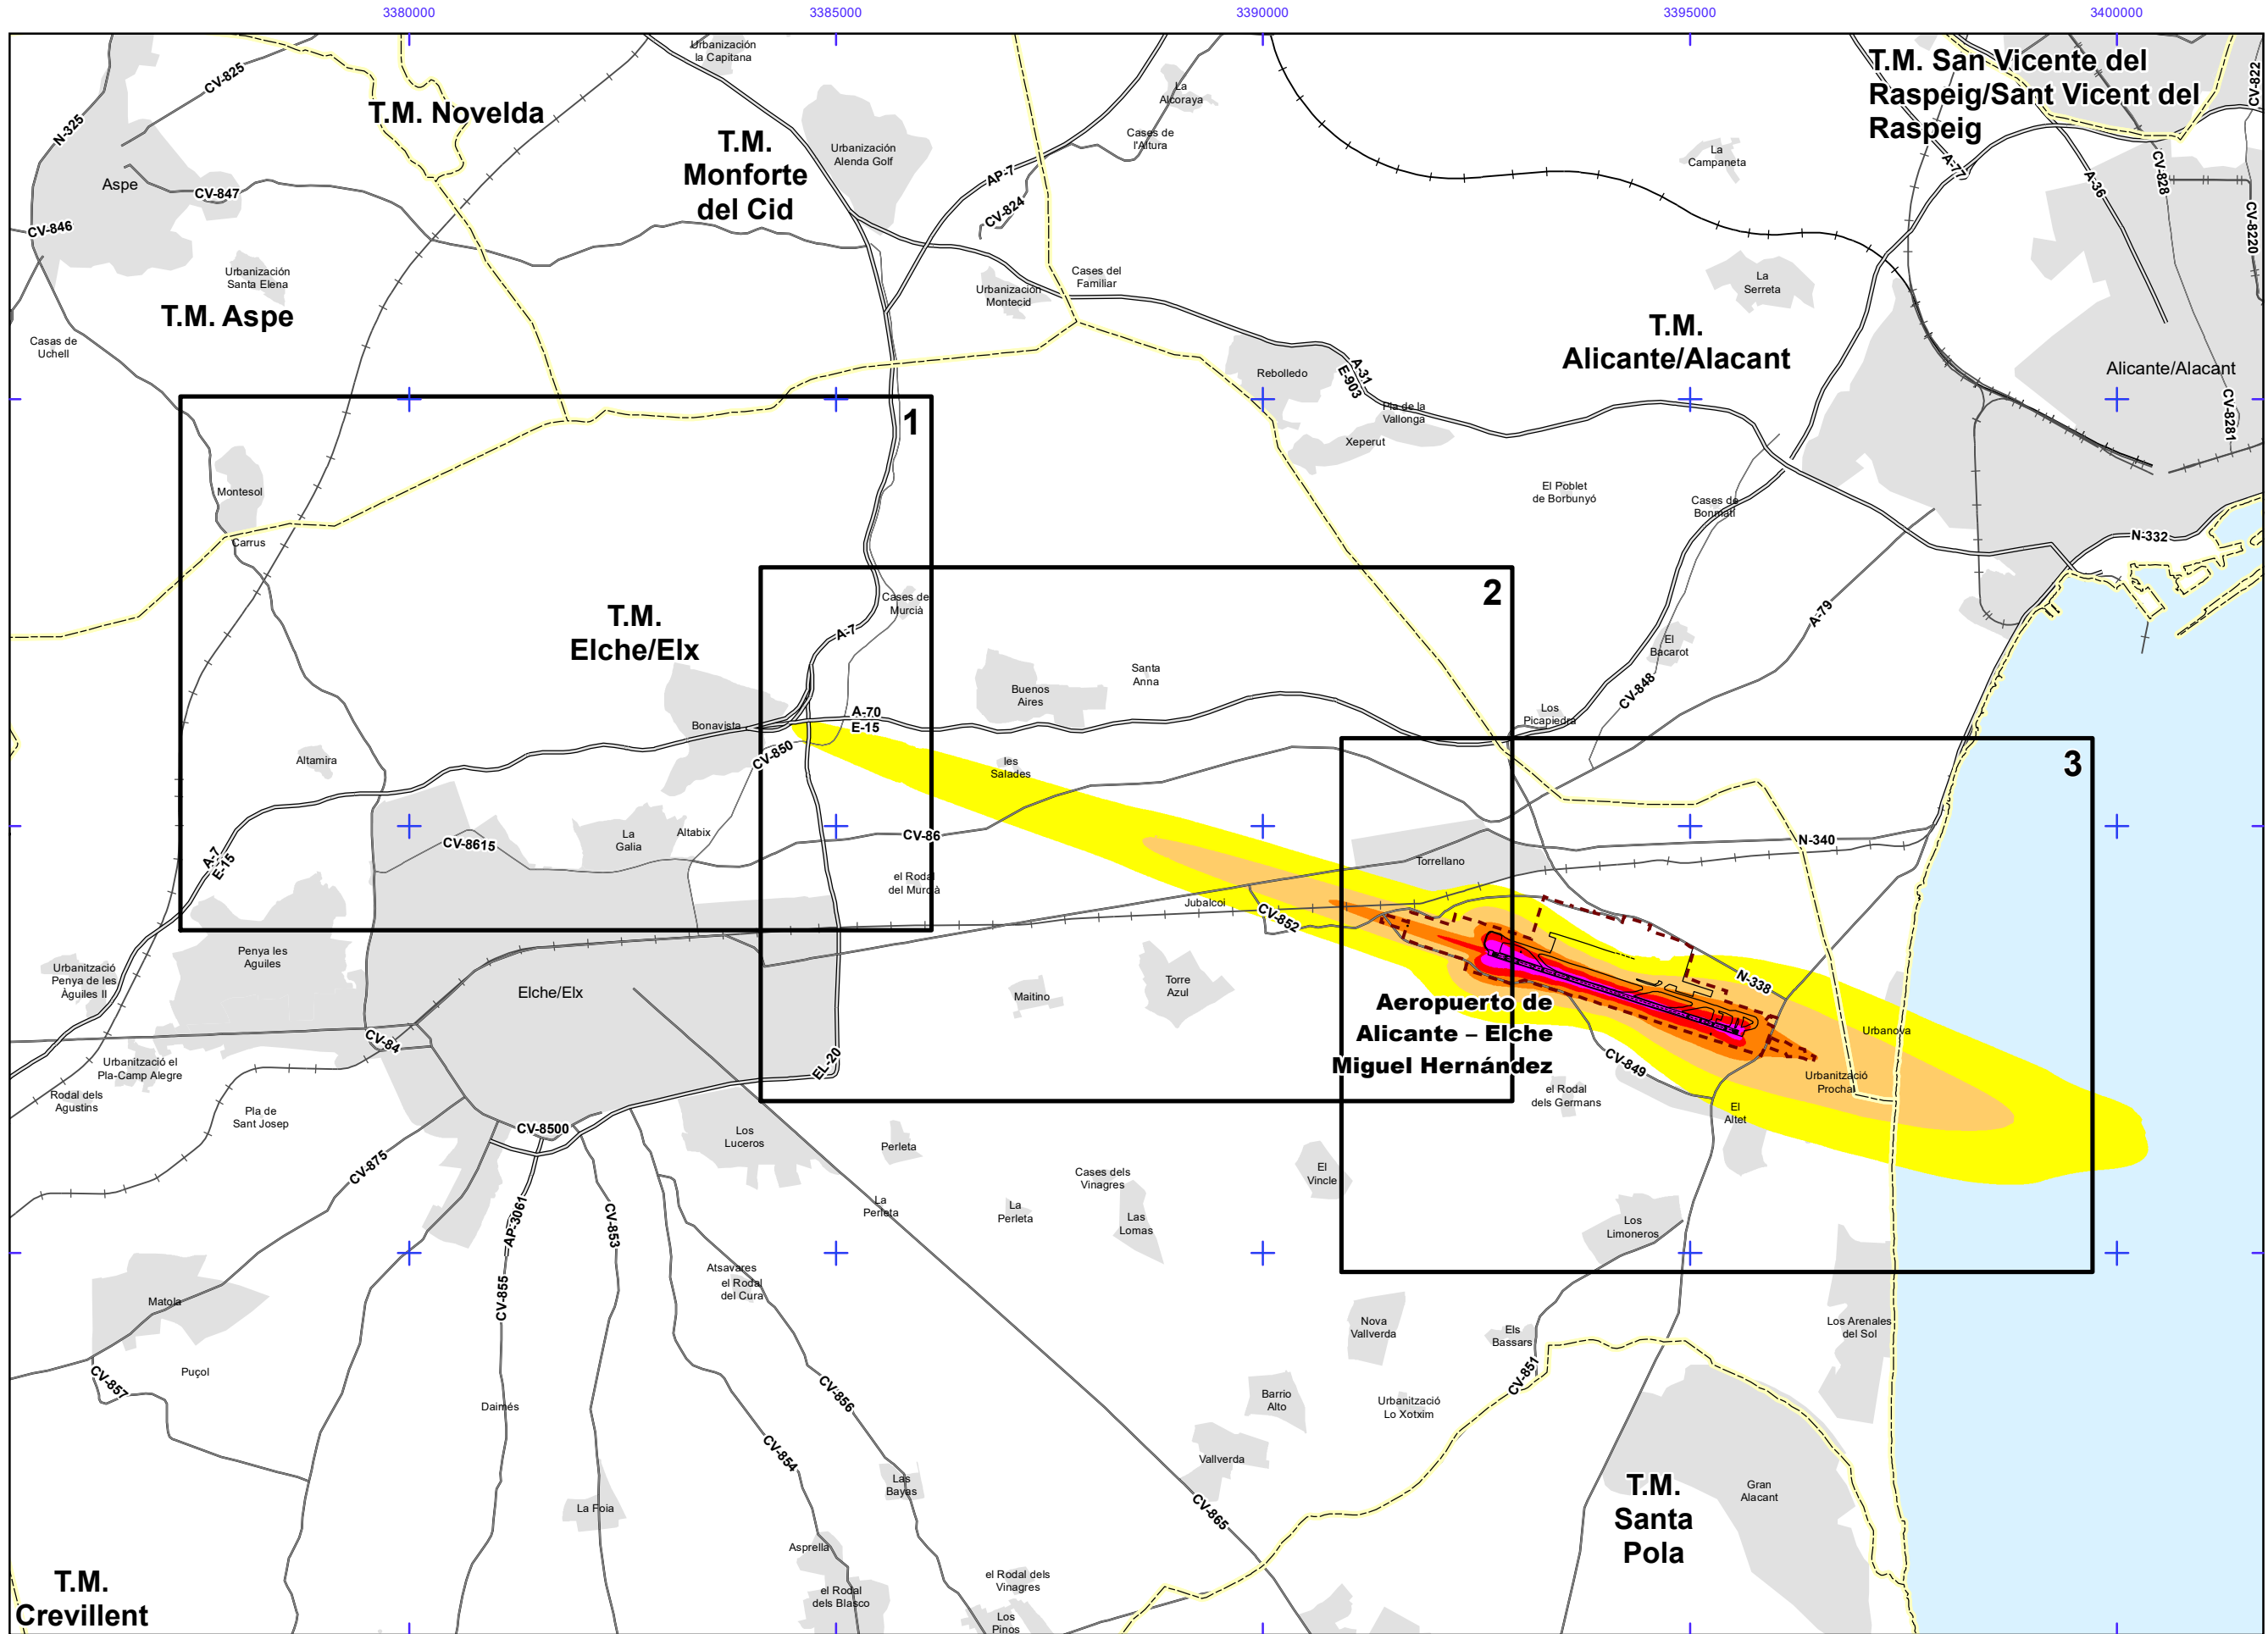 3380000
3385000
3390000
3395000
3400000
Urbanización
la Capitana
T.M. San Vicente del
Raspeig/Sant Vicent del
Raspeig
CV-822
CV-825
N-325
T.M. Novelda
La
Alcoraya
T.M.
Monforte
del Cid
Urbanización
Alenda Golf
Cases de
l'Altura
La
Campaneta
A-77
A-36
CV-828
CV-8220
Aspe
CV-847
CV-846
AP-7
CV-824
Urbanización
Santa Elena
Urbanización
Montecid
Cases del
Familiar
La
Serreta
T.M. Aspe
Casas de
Uchell
T.M.
Alicante/Alacant
Rebolledo
A-31
E-903
Alicante/Alacant
CV-8281
1
Pla de la
Vallonga
Xeperut
Montesol
El Poblet
de Borbunyó
Cases de
Bonmatí
Carrus
N-332
2
Cases de
Murcià
T.M.
Elche/Elx
A-7
A-79
El
Bacarot
Santa
Anna
Buenos
Aires
CV-848
Bonavista
A-70
E-15
Los
Picapiedra
CV-850
Altamira
les
Salades
3
La
Galia
Altabix
CV-8615
CV-86
N-340
A-7
E-15
Torrellano
el Rodal
del Murcià
Jubalcoi
CV-852
Penya les
Aguiles
Urbanització
Penya de les
Àguiles II
Elche/Elx
Maitino
Torre
Azul
N-338
Aeropuerto de
Alicante – Elche
Miguel Hernández
Urbanova
CV-84
Urbanització el
Pla-Camp Alegre
EL-20
CV-849
Urbanització
Prochal
Rodal dels
Agustins
Pla de
Sant Josep
el Rodal
dels Germans
El
Altet
CV-8500
Los
Luceros
Perleta
CV-875
Cases dels
Vinagres
El
Vincle
La
Perleta
La
Perleta
Las
Lomas
Los
Limoneros
AP-3061
CV-853
Atsavares
el Rodal
del Cura
CV-855
Matola
Nova
Vallverda
Els
Bassars
Los Arenales
del Sol
Puçol
CV-857
CV-856
CV-851
Daimés
Barrio
Alto
Urbanització
Lo Xotxim
CV-854
Vallverda
Las
Bayas
La Foia
CV-865
T.M.
Santa
Pola
Gran
Alacant
Asprella
T.M.
Crevillent
el Rodal
dels Blasco
el Rodal dels
Vinagres
Los
Pinos